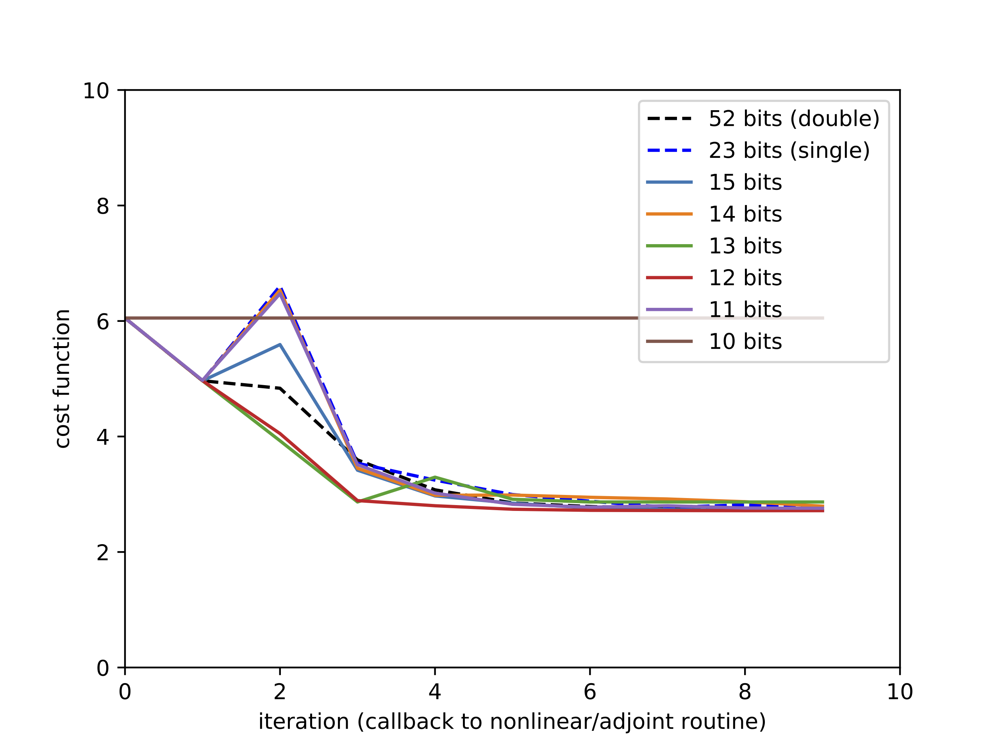 10
8
6
4
2
0
cost function
52 bits (double)
23 bits (single)
15 bits
14 bits
13 bits
12 bits
11 bits
10 bits
0 2 4 6 8 10
iteration (callback to nonlinear/adjoint routine)